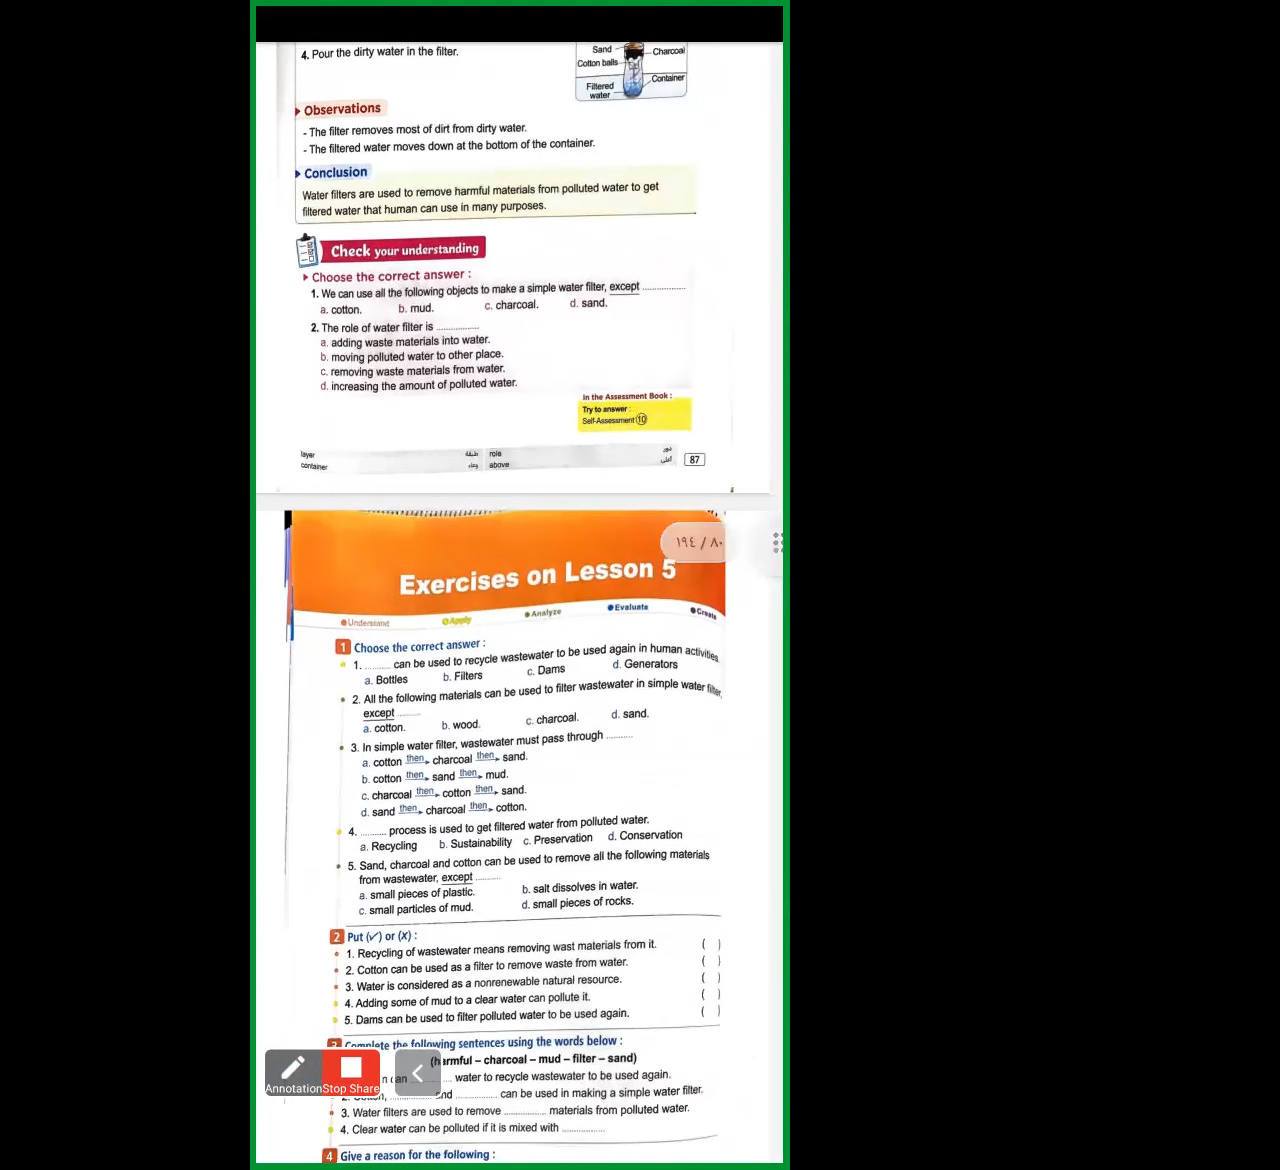 4. Pour the dirty water in the filter.
Sand
Charcoal
Cotton balls
Container
Filtered
water
Observations
- The filter removes most of dirt from dirty water.
- The filtered water moves down at the bottom of the container.
Conclusion
Water filters are used to remove harmful materials from polluted water to get
filtered water that human can use in many purposes.
Check your understanding
Choose the correct answer :
1. We can use all the following objects to make a simple water filter, except ..............
a. cotton. b. mud. c. charcoal. d. sand.
2. The role of water filter is ..............
a. adding waste materials into water.
b. moving polluted water to other place.
c. removing waste materials from water.
d. increasing the amount of polluted water.
In the Assessment Book :
Try to answer :
Self-Assessment 10
layer طبقة role دور
container وعاء above أعلى
87
١٩٤ / ٨٠
Exercises on Lesson 5
Understand Apply Analyze Evaluate Create
1 Choose the correct answer :
1. .......... can be used to recycle wastewater to be used again in human activities.
a. Bottles b. Filters c. Dams d. Generators
2. All the following materials can be used to filter wastewater in simple water filter,
except ..........
a. cotton. b. wood. c. charcoal. d. sand.
3. In simple water filter, wastewater must pass through ..........
a. cotton then charcoal then sand.
b. cotton then sand then mud.
c. charcoal then cotton then sand.
d. sand then charcoal then cotton.
4. .......... process is used to get filtered water from polluted water.
a. Recycling b. Sustainability c. Preservation d. Conservation
5. Sand, charcoal and cotton can be used to remove all the following materials
from wastewater, except ..........
a. small pieces of plastic. b. salt dissolves in water.
c. small particles of mud. d. small pieces of rocks.
2 Put (✓) or (X) :
1. Recycling of wastewater means removing wast materials from it. ( )
2. Cotton can be used as a filter to remove waste from water. ( )
3. Water is considered as a nonrenewable natural resource. ( )
4. Adding some of mud to a clear water can pollute it. ( )
5. Dams can be used to filter polluted water to be used again. ( )
3 Complete the following sentences using the words below :
(harmful – charcoal – mud – filter – sand)
can .......... water to recycle wastewater to be used again.
2. .......... and .......... can be used in making a simple water filter.
3. Water filters are used to remove .......... materials from polluted water.
4. Clear water can be polluted if it is mixed with ..........
4 Give a reason for the following :
Annotation
Stop Share